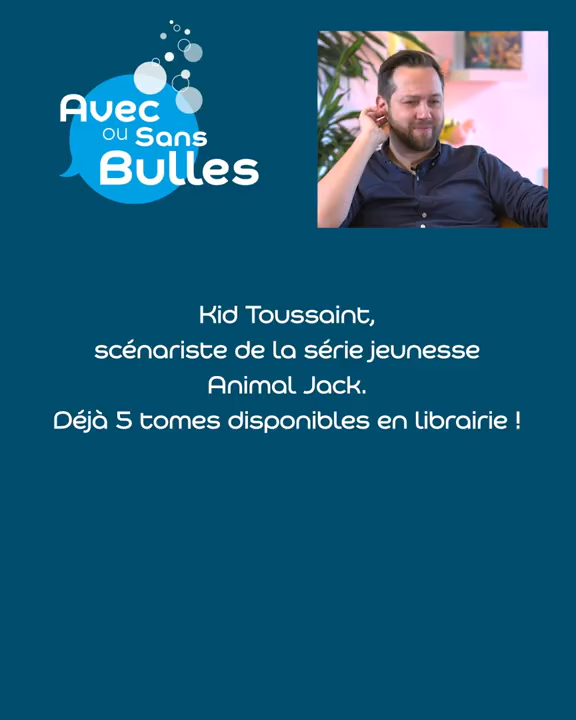 Avec
ou Sans
Bulles
Kid Toussaint,
scénariste de la série jeunesse
Animal Jack.
Déjà 5 tomes disponibles en librairie !